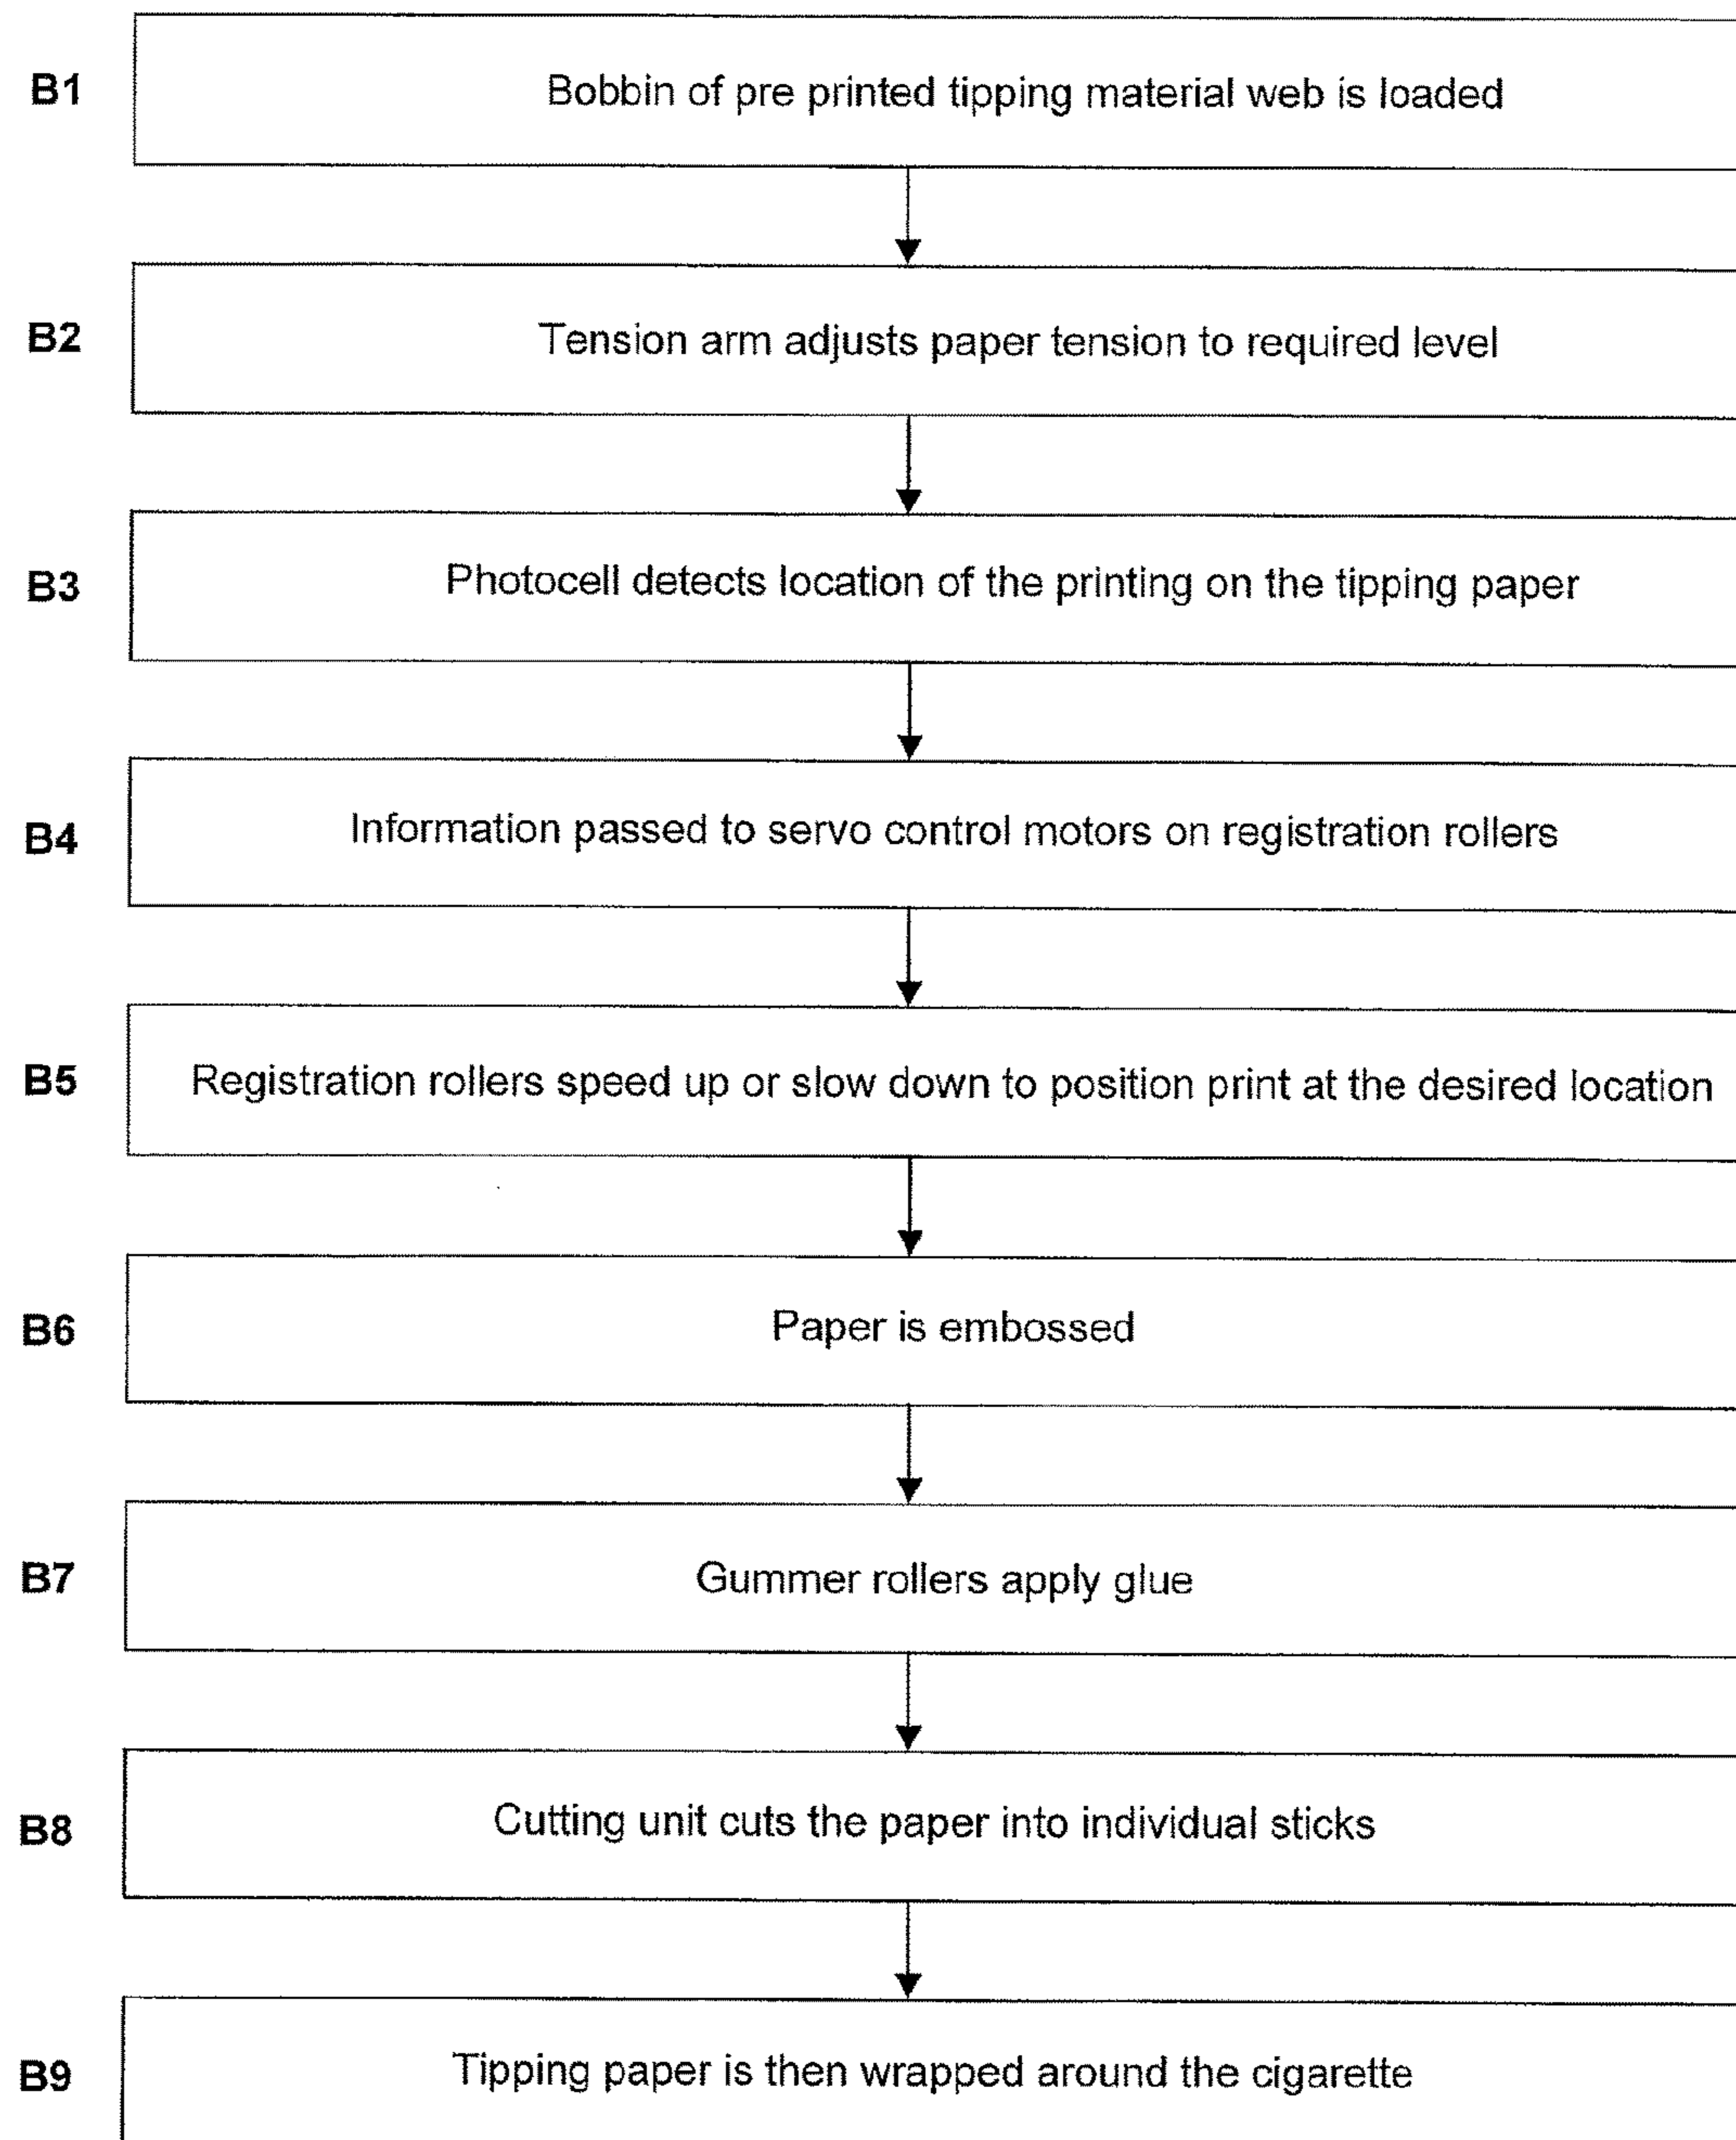 B1 Bobbin of pre printed tipping material web is loaded
B2 Tension arm adjusts paper tension to required level
B3 Photocell detects location of the printing on the tipping paper
B4 Information passed to servo control motors on registration rollers
B5 Registration rollers speed up or slow down to position print at the desired location
B6 Paper is embossed
B7 Gummer rollers apply glue
B8 Cutting unit cuts the paper into individual sticks
B9 Tipping paper is then wrapped around the cigarette